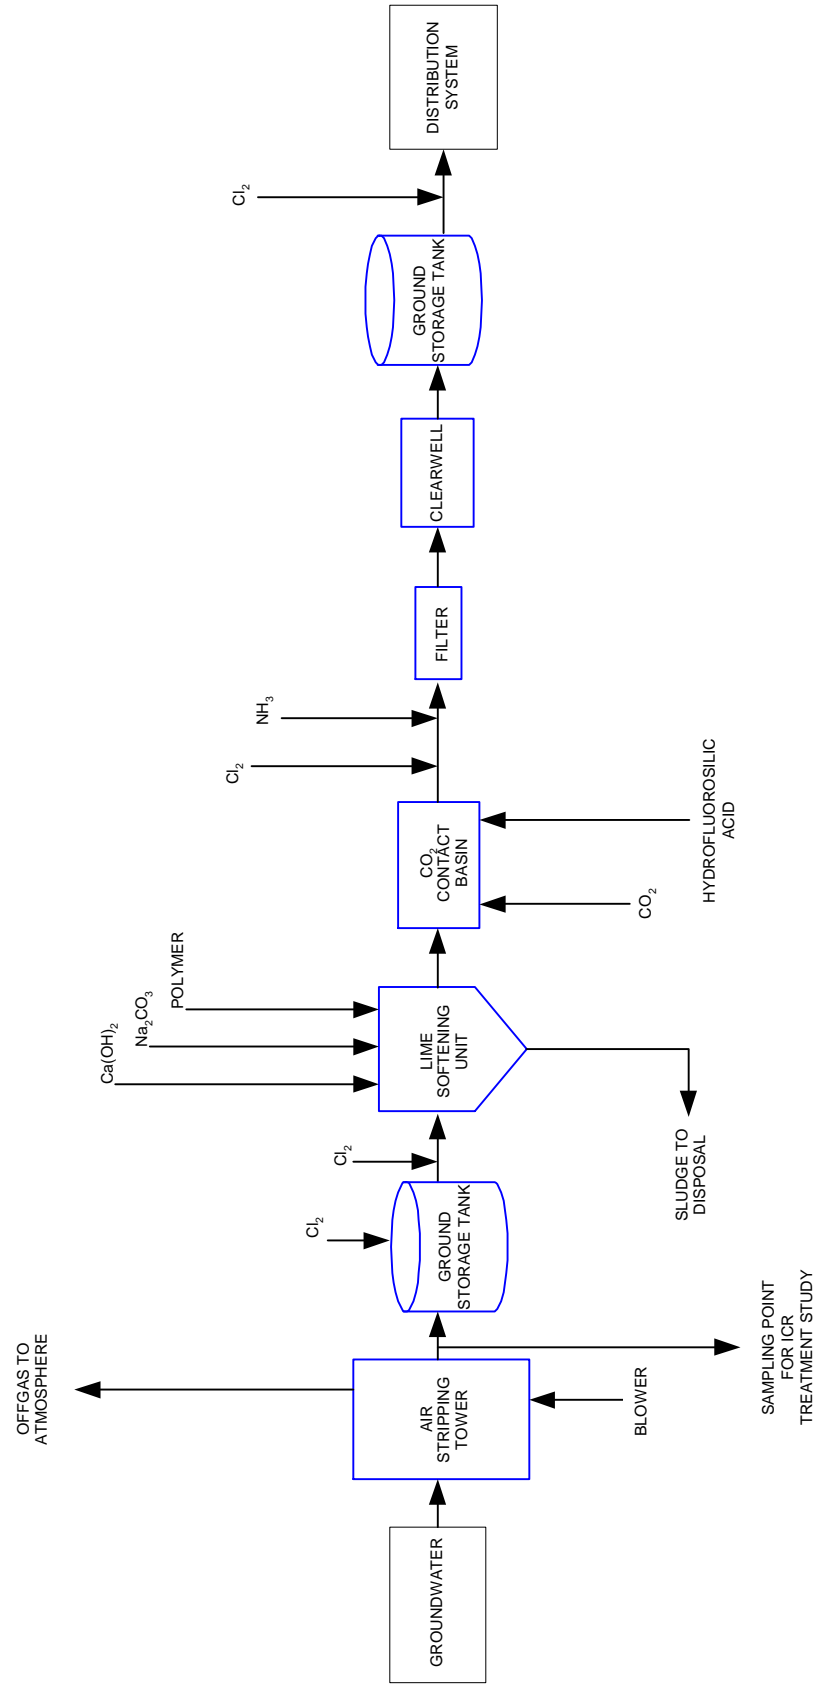 GROUNDWATER
OFFGAS TO
ATMOSPHERE
AIR
STRIPPING
TOWER
BLOWER
SAMPLING POINT
FOR ICR
TREATMENT STUDY
Cl₂
GROUND
STORAGE TANK
Cl₂
Ca(OH)₂
Na₂CO₃
POLYMER
LIME
SOFTENING
UNIT
SLUDGE TO
DISPOSAL
CO₂
CONTACT
BASIN
CO₂
HYDROFLUOROSILIC
ACID
Cl₂
NH₃
FILTER
CLEARWELL
GROUND
STORAGE TANK
Cl₂
DISTRIBUTION
SYSTEM